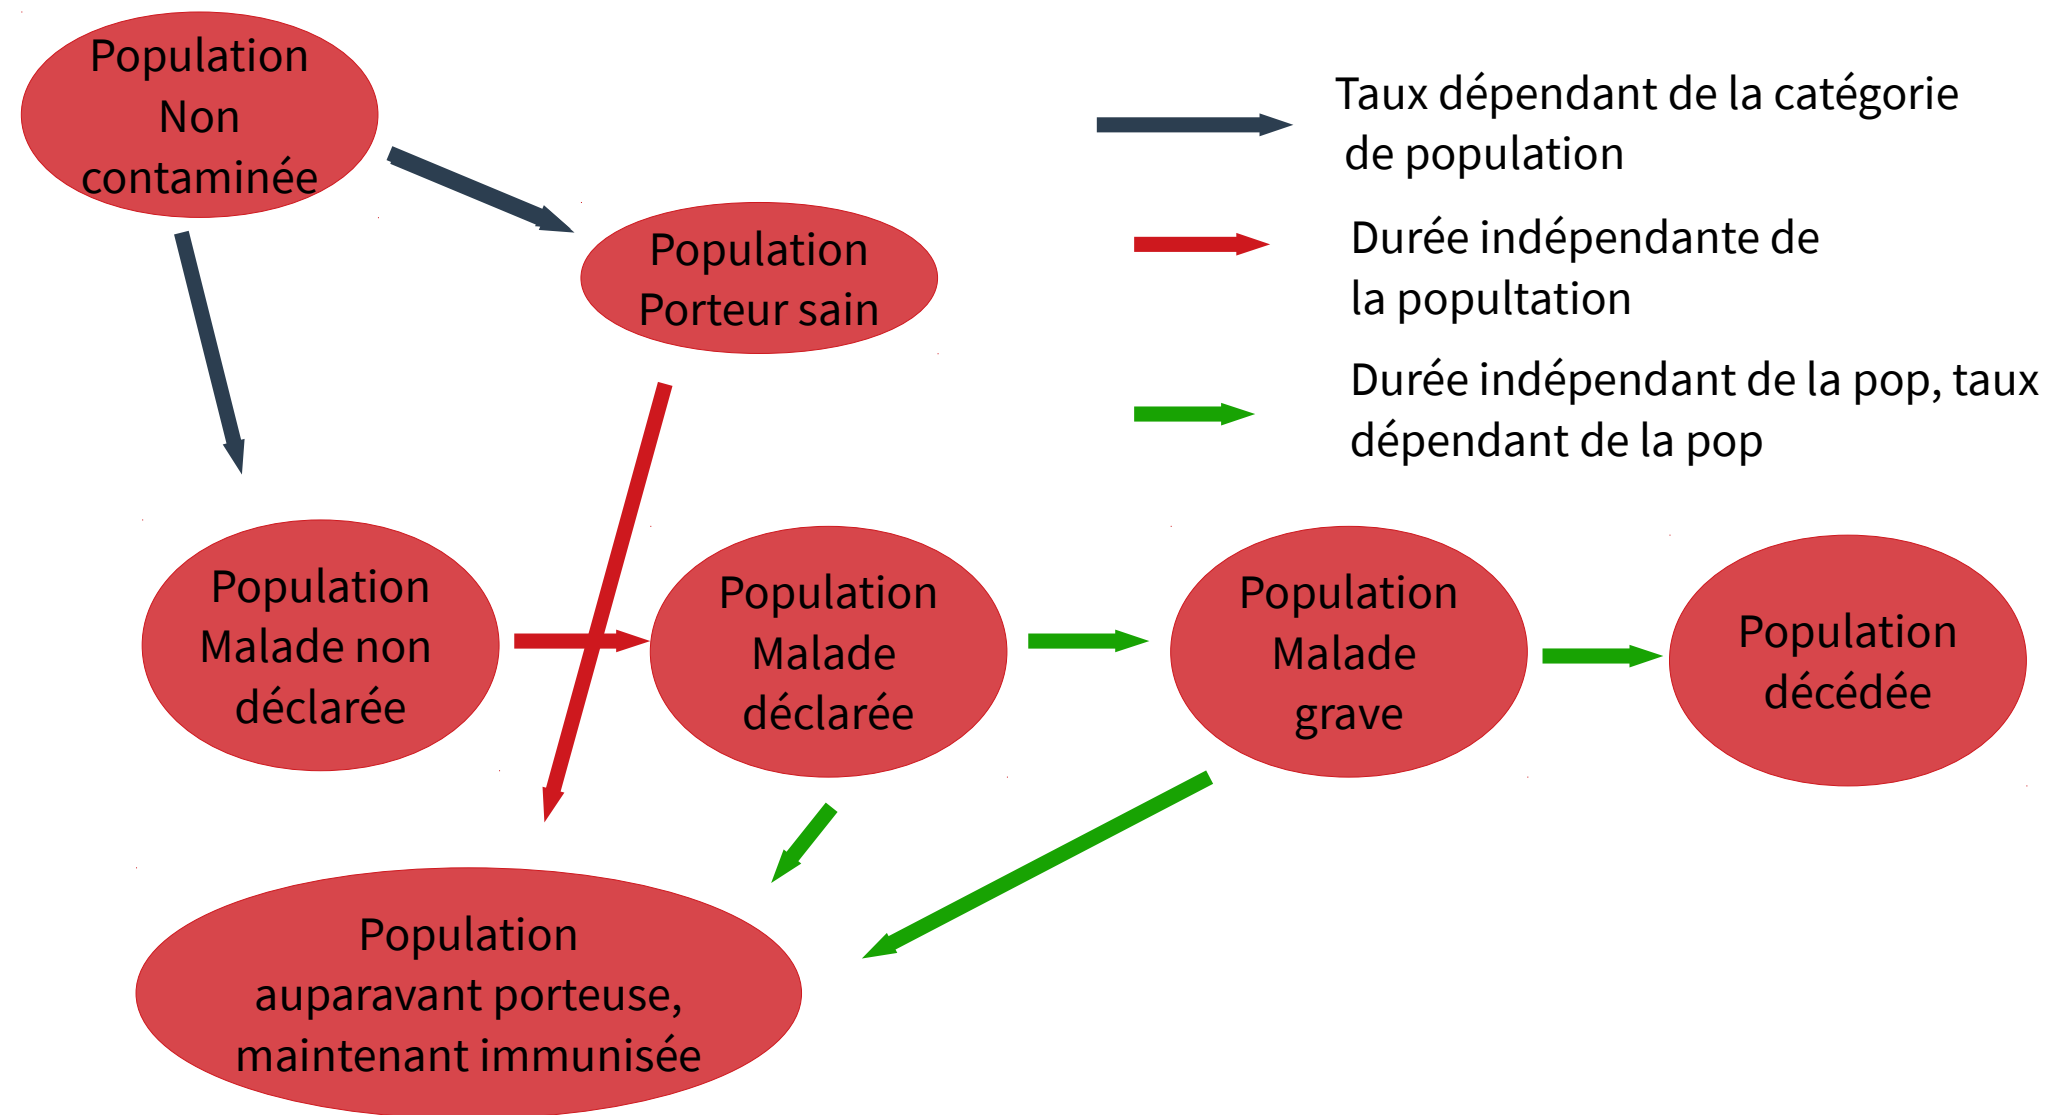 Population
Non
contaminée
Taux dépendant de la catégorie
de population
Population
Porteur sain
Durée indépendante de
la popultation
Durée indépendant de la pop, taux
dépendant de la pop
Population
Malade non
déclarée
Population
Malade
déclarée
Population
Malade
grave
Population
décédée
Population
auparavant porteuse,
maintenant immunisée